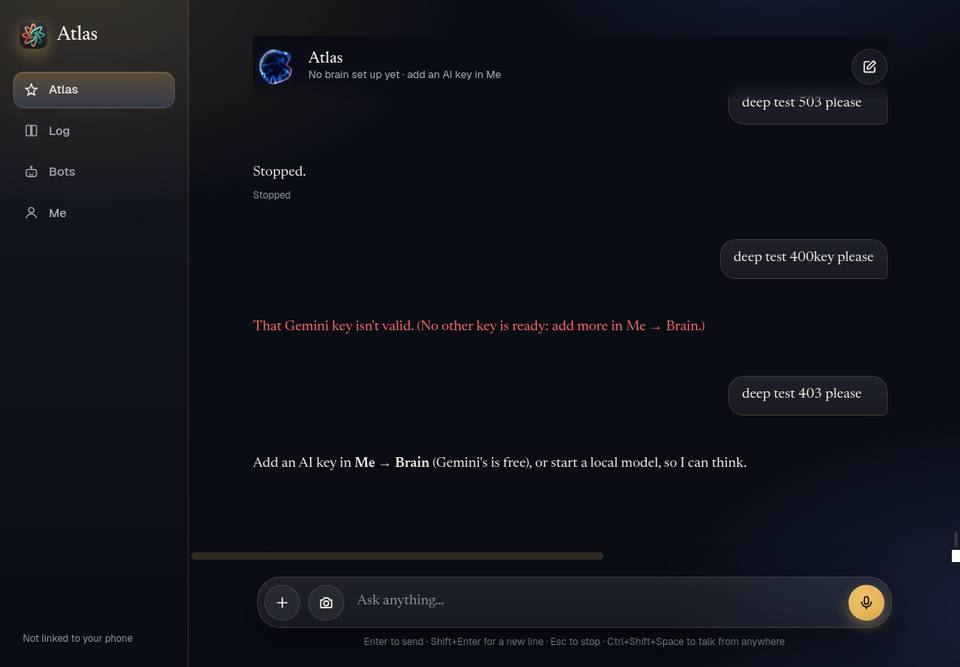 Atlas
Atlas
Log
Bots
Me
Not linked to your phone
Atlas
No brain set up yet · add an AI key in Me
deep test 503 please
Stopped.
Stopped
deep test 400key please
That Gemini key isn't valid. (No other key is ready: add more in Me → Brain.)
deep test 403 please
Add an AI key in Me → Brain (Gemini's is free), or start a local model, so I can think.
Ask anything...
Enter to send · Shift+Enter for a new line · Esc to stop · Ctrl+Shift+Space to talk from anywhere